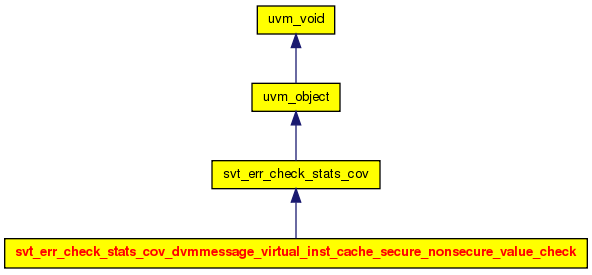 uvm_void
uvm_object
svt_err_check_stats_cov
svt_err_check_stats_cov_dvmmessage_virtual_inst_cache_secure_nonsecure_value_check